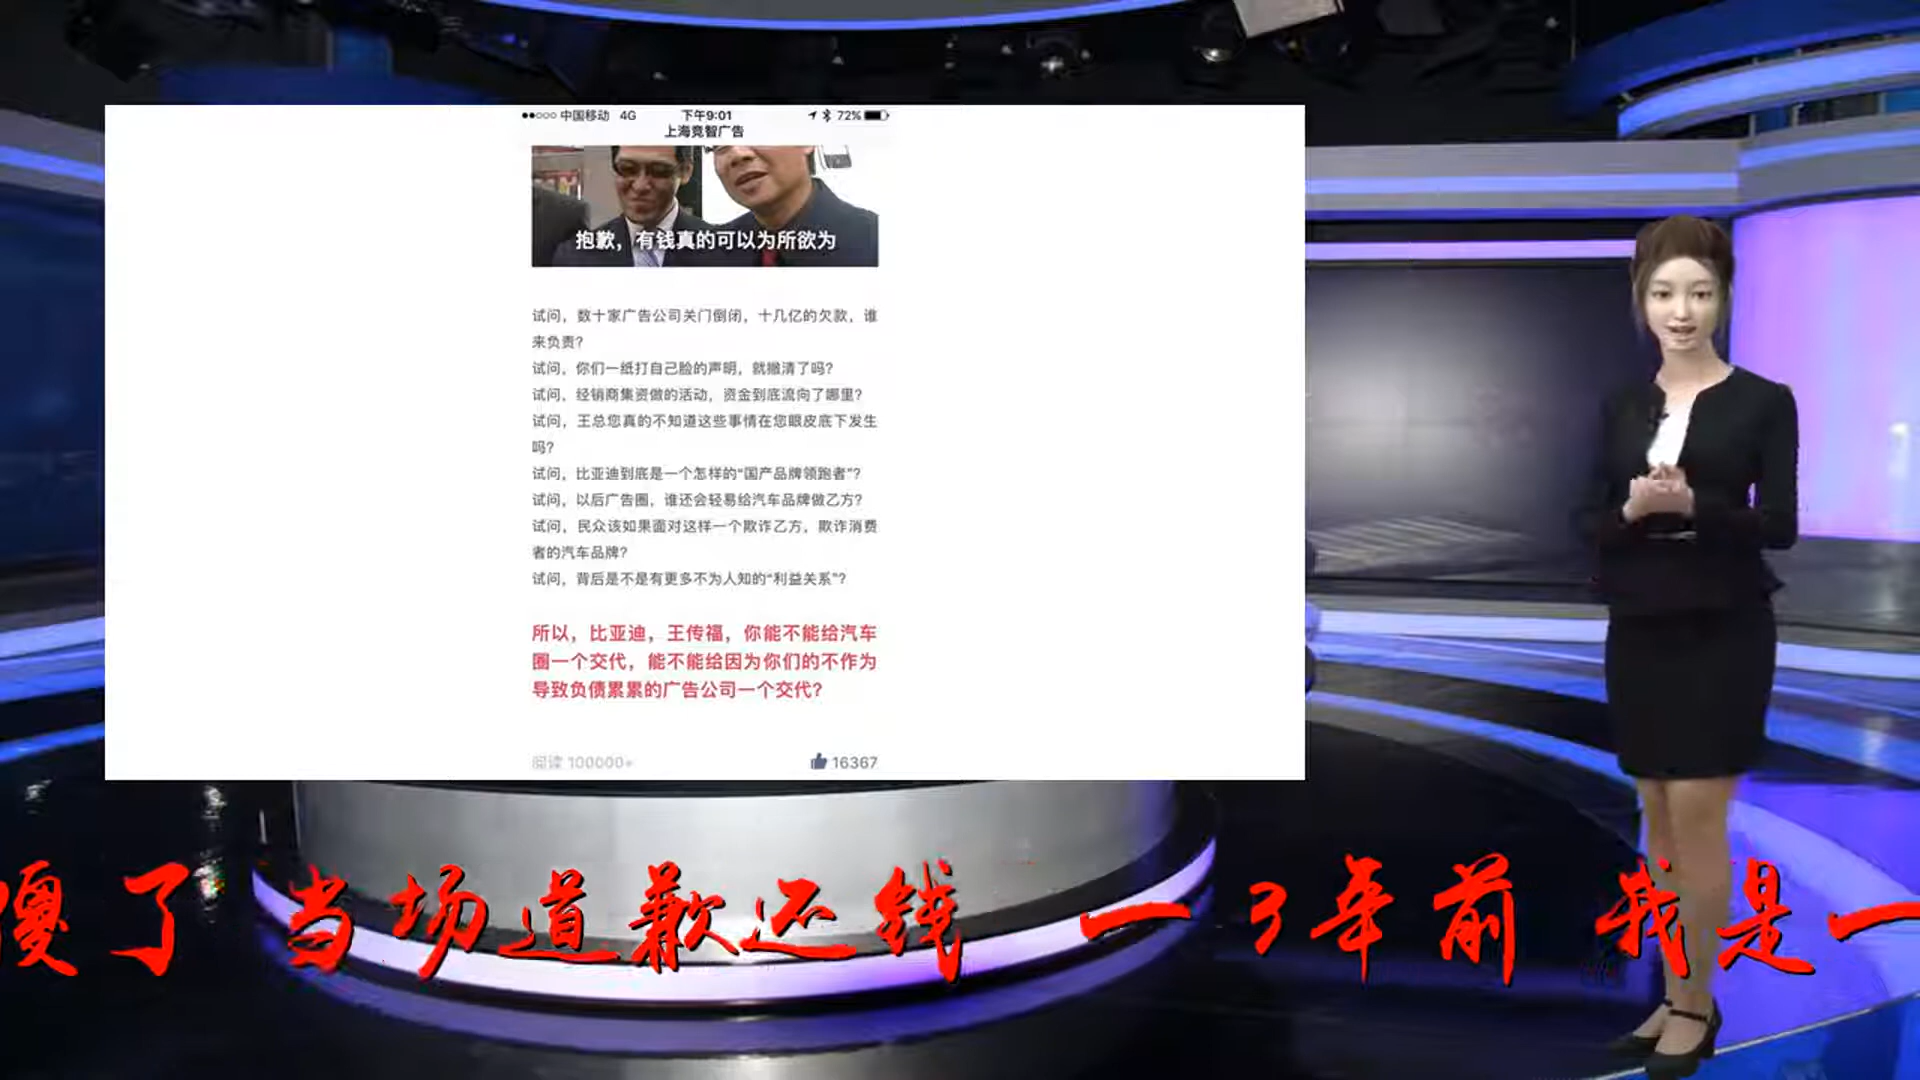 中国移动 4G 下午9:01 72%
上海竞智广告
抱歉，有钱真的可以为所欲为
试问，数十家广告公司关门倒闭，十几亿的欠款，谁
来负责？
试问，你们一纸打自己脸的声明，就撇清了吗？
试问，经销商集资做的活动，资金到底流向了哪里？
试问，王总您真的不知道这些事情在您眼皮底下发生
吗？
试问，比亚迪到底是一个怎样的“国产品牌领跑者”？
试问，以后广告圈，谁还会轻易给汽车品牌做乙方？
试问，民众该如果面对这样一个欺诈乙方，欺诈消费
者的汽车品牌？
试问，背后是不是有更多不为人知的“利益关系”？
所以，比亚迪，王传福，你能不能给汽车
圈一个交代，能不能给因为你们的不作为
导致负债累累的广告公司一个交代？
阅读 100000+ 16367
傻了 当场道歉还钱 一 3年前 我是一